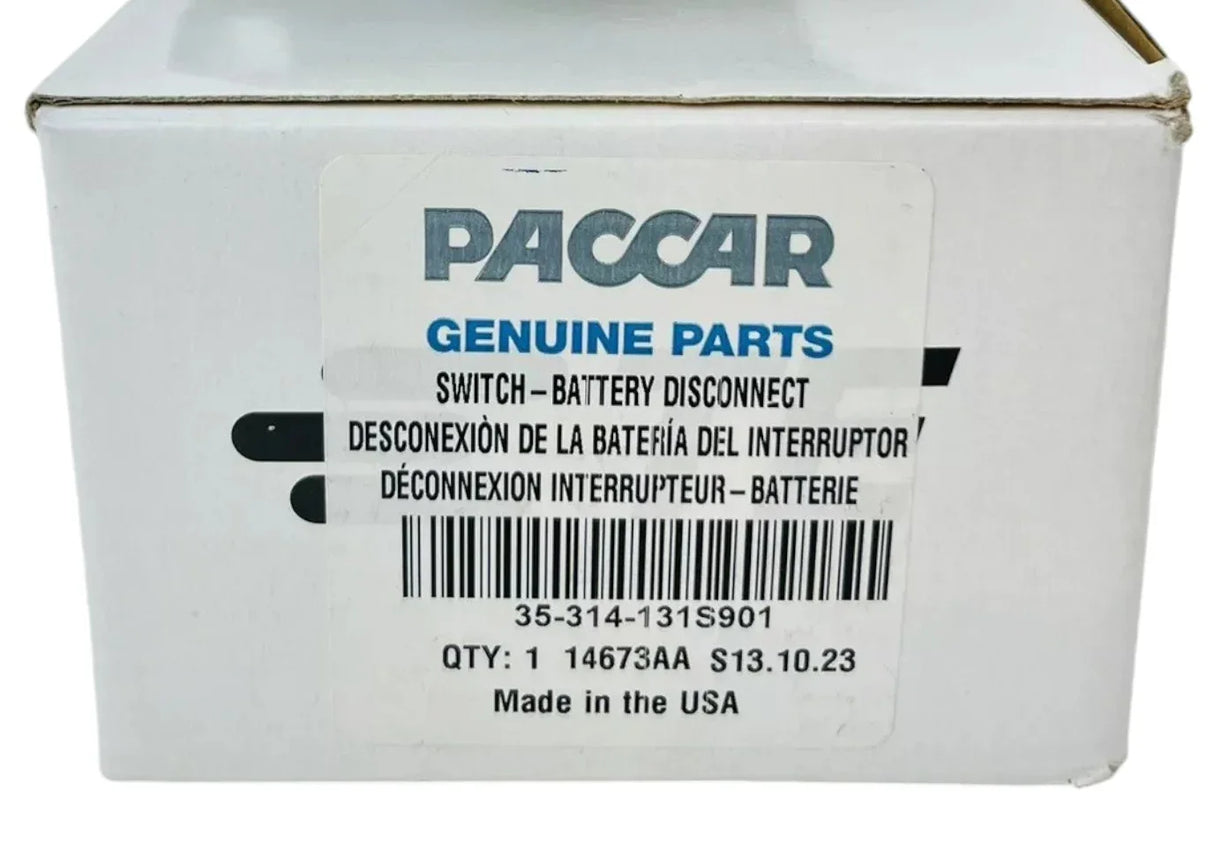 PACCAR
GENUINE PARTS
SWITCH – BATTERY DISCONNECT
DESCONEXIÒN DE LA BATERÍA DEL INTERRUPTOR
DÉCONNEXION INTERRUPTEUR – BATTERIE
35-314-131S901
QTY: 1 14673AA S13.10.23
Made in the USA